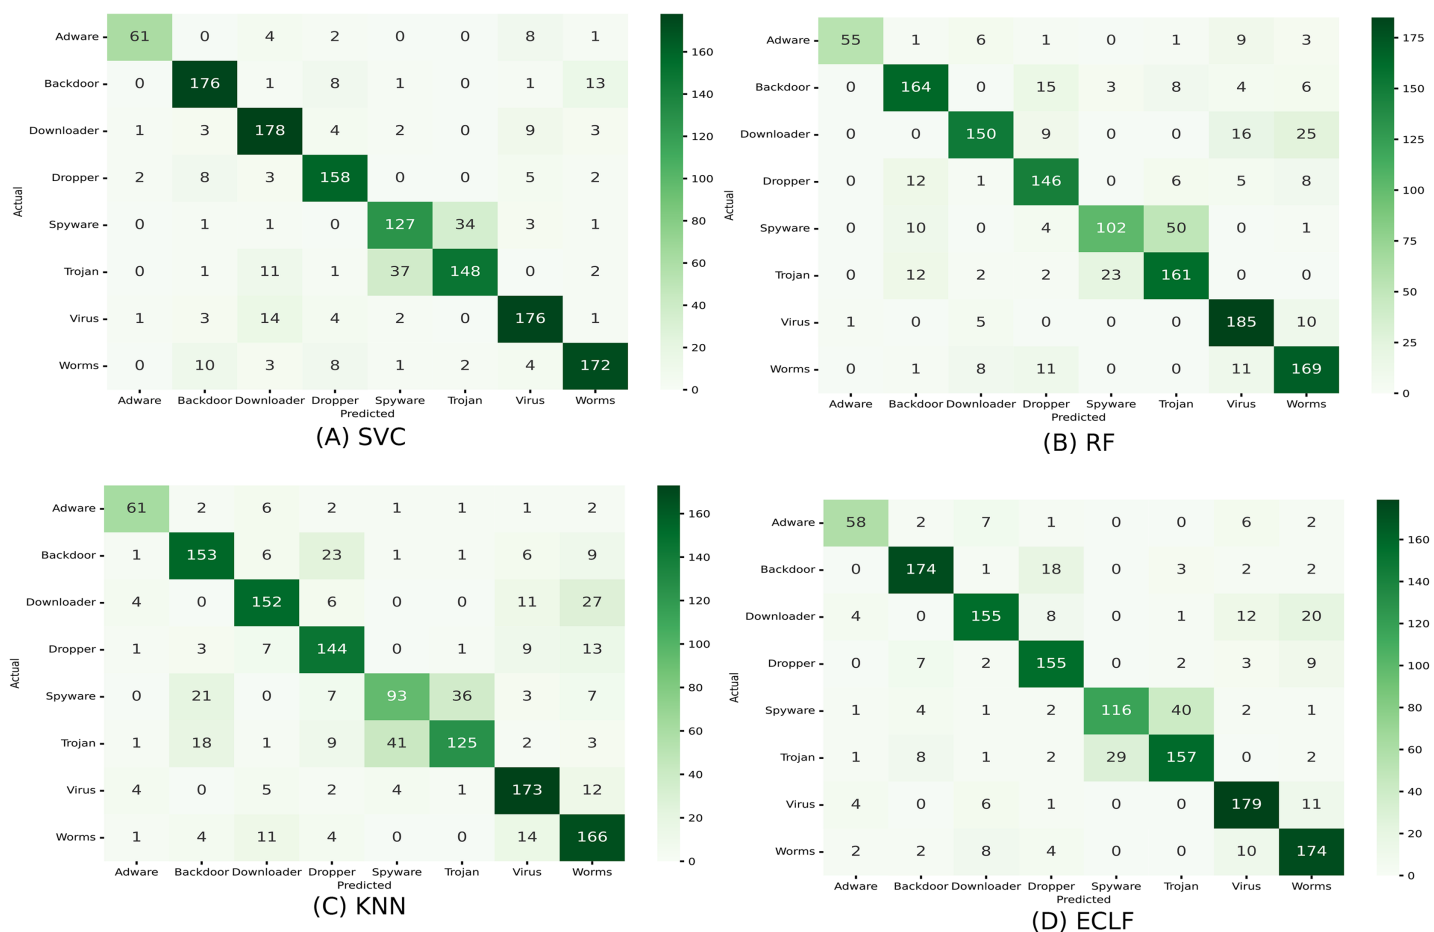 Adware 61 0 4 2 0 0 8 1
Backdoor 0 176 1 8 1 0 1 13
Downloader 1 3 178 4 2 0 9 3
Dropper 2 8 3 158 0 0 5 2
Spyware 0 1 1 0 127 34 3 1
Trojan 0 1 11 1 37 148 0 2
Virus 1 3 14 4 2 0 176 1
Worms 0 10 3 8 1 2 4 172
Actual
Adware Backdoor Downloader Dropper Spyware Trojan Virus Worms
Predicted
160
140
120
100
80
60
40
20
0
(A) SVC
Adware 55 1 6 1 0 1 9 3
Backdoor 0 164 0 15 3 8 4 6
Downloader 0 0 150 9 0 0 16 25
Dropper 0 12 1 146 0 6 5 8
Spyware 0 10 0 4 102 50 0 1
Trojan 0 12 2 2 23 161 0 0
Virus 1 0 5 0 0 0 185 10
Worms 0 1 8 11 0 0 11 169
Actual
Adware Backdoor Downloader Dropper Spyware Trojan Virus Worms
Predicted
175
150
125
100
75
50
25
0
(B) RF
Adware 61 2 6 2 1 1 1 2
Backdoor 1 153 6 23 1 1 6 9
Downloader 4 0 152 6 0 0 11 27
Dropper 1 3 7 144 0 1 9 13
Spyware 0 21 0 7 93 36 3 7
Trojan 1 18 1 9 41 125 2 3
Virus 4 0 5 2 4 1 173 12
Worms 1 4 11 4 0 0 14 166
Actual
Adware Backdoor Downloader Dropper Spyware Trojan Virus Worms
Predicted
160
140
120
100
80
60
40
20
0
(C) KNN
Adware 58 2 7 1 0 0 6 2
Backdoor 0 174 1 18 0 3 2 2
Downloader 4 0 155 8 0 1 12 20
Dropper 0 7 2 155 0 2 3 9
Spyware 1 4 1 2 116 40 2 1
Trojan 1 8 1 2 29 157 0 2
Virus 4 0 6 1 0 0 179 11
Worms 2 2 8 4 0 0 10 174
Actual
Adware Backdoor Downloader Dropper Spyware Trojan Virus Worms
Predicted
160
140
120
100
80
60
40
20
0
(D) ECLF